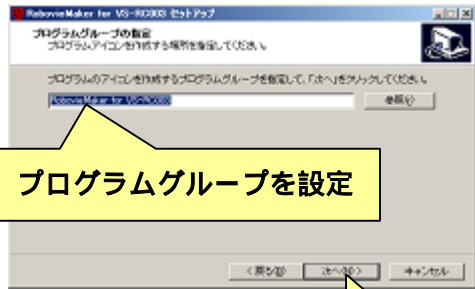 RobovieMaker for VS-RC003 セットアップ
プログラムグループの指定
プログラムアイコンを作成する場所を指定してください。
プログラムのアイコンを作成するプログラムグループを指定して、「次へ」をクリックしてください。
RobovieMaker for VS-RC003
参照(R)
プログラムグループを設定
< 戻る(B)
次へ(N) >
キャンセル